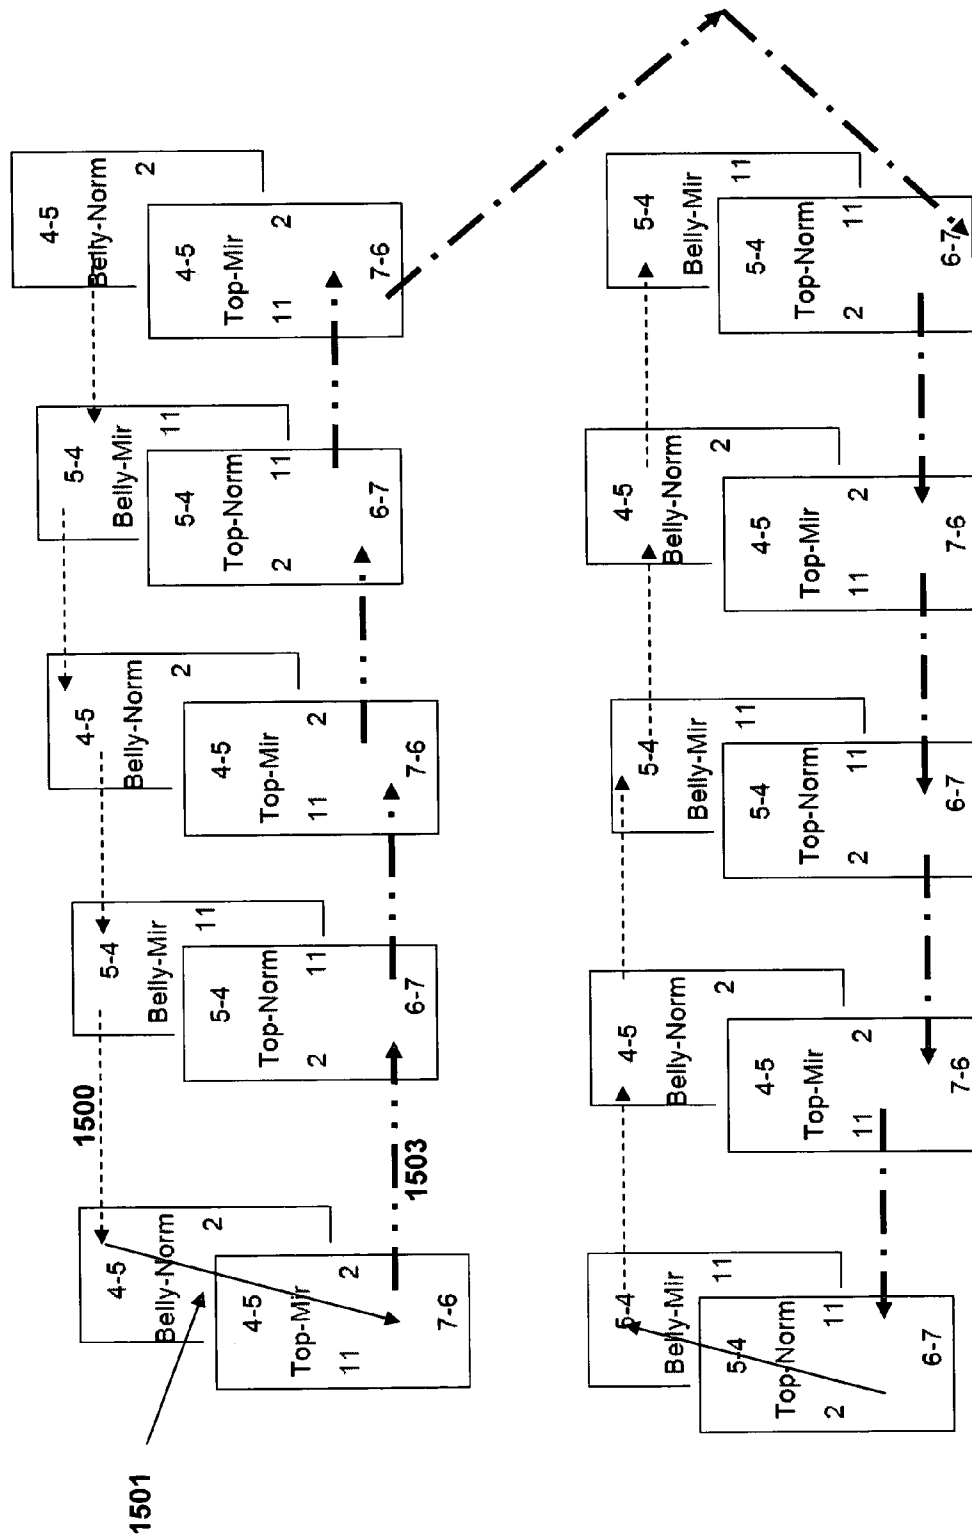 1501
1500
1503
4-5
Belly-Norm
2
4-5
Top-Mir
11 2
7-6
5-4
Belly-Mir
11
5-4
Top-Norm
2 11
6-7
4-5
Belly-Norm
2
4-5
Top-Mir
11 2
7-6
5-4
Belly-Mir
11
5-4
Top-Norm
2 11
6-7
4-5
Belly-Norm
2
4-5
Top-Mir
11 2
7-6
5-4
Belly-Mir
11
5-4
Top-Norm
2 11
6-7
4-5
Belly-Norm
2
4-5
Top-Mir
11 2
7-6
5-4
Belly-Mir
11
5-4
Top-Norm
2 11
6-7
4-5
Belly-Norm
2
4-5
Top-Mir
11 2
7-6
5-4
Belly-Mir
11
5-4
Top-Norm
2 11
6-7